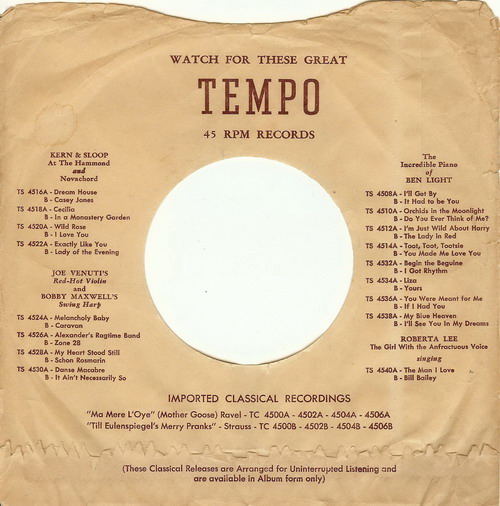 WATCH FOR THESE GREAT
TEMPO
45 RPM RECORDS
KERN & SLOOP
At The Hammond
and
Novachord
TS 4516A - Dream House
B - Casey Jones
TS 4518A - Cecilia
B - In a Monastery Garden
TS 4520A - Wild Rose
B - I Love You
TS 4522A - Exactly Like You
B - Lady of the Evening
JOE VENUTI'S
Red-Hot Violin
and
BOBBY MAXWELL'S
Swing Harp
TS 4524A - Melancholy Baby
B - Caravan
TS 4526A - Alexander's Ragtime Band
B - Zone 28
TS 4528A - My Heart Stood Still
B - Schon Rosmarin
TS 4530A - Danse Macabre
B - It Ain't Necessarily So
The
Incredible Piano
of
BEN LIGHT
TS 4508A - I'll Get By
B - It Had to be You
TS 4510A - Orchids in the Moonlight
B - Do You Ever Think of Me?
TS 4512A - I'm Just Wild About Harry
B - The Lady in Red
TS 4514A - Toot, Toot, Tootsie
B - You Made Me Love You
TS 4532A - Begin the Beguine
B - I Got Rhythm
TS 4534A - Liza
B - Yours
TS 4536A - You Were Meant for Me
B - If I Had You
TS 4538A - My Blue Heaven
B - I'll See You In My Dreams
ROBERTA LEE
The Girl With the Anfractuous Voice
singing
TS 4540A - The Man I Love
B - Bill Bailey
IMPORTED CLASSICAL RECORDINGS
"Ma Mere L'Oye" (Mother Goose) Ravel - TC 4500A - 4502A - 4504A - 4506A
"Till Eulenspiegel's Merry Pranks" - Strauss - TC 4500B - 4502B - 4504B - 4506B
(These Classical Releases are Arranged for Uninterrupted Listening and
are available in Album form only)